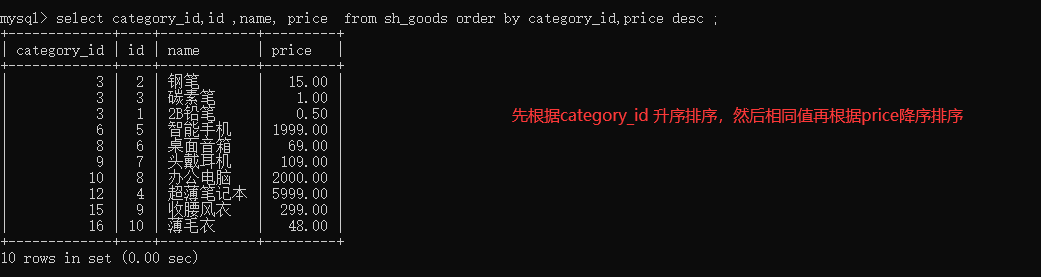 mysql> select category_id,id ,name, price  from sh_goods order by category_id,price desc ;
+-------------+----+------------+---------+
| category_id | id | name       | price   |
+-------------+----+------------+---------+
|           3 |  2 | 钢笔       |   15.00 |
|           3 |  3 | 碳素笔     |    1.00 |
|           3 |  1 | 2B铅笔     |    0.50 |
|           6 |  5 | 智能手机   | 1999.00 |
|           8 |  6 | 桌面音箱   |   69.00 |
|           9 |  7 | 头戴耳机   |  109.00 |
|          10 |  8 | 办公电脑   | 2000.00 |
|          12 |  4 | 超薄笔记本 | 5999.00 |
|          15 |  9 | 收腰风衣   |  299.00 |
|          16 | 10 | 薄毛衣     |   48.00 |
+-------------+----+------------+---------+
10 rows in set (0.00 sec)
先根据category_id 升序排序，然后相同值再根据price降序排序